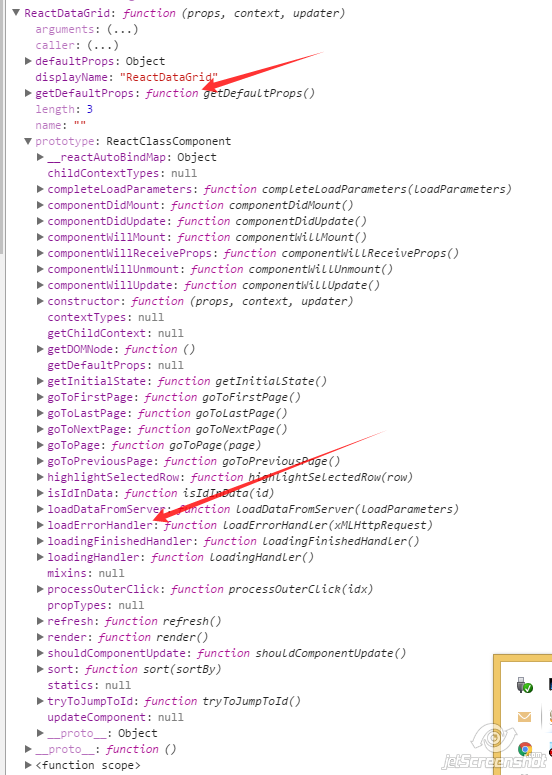 ReactDataGrid: function (props, context, updater)
arguments: (...)
caller: (...)
defaultProps: Object
displayName: "ReactDataGrid"
getDefaultProps: function getDefaultProps()
length: 3
name: ""
prototype: ReactClassComponent
__reactAutoBindMap: Object
childContextTypes: null
completeLoadParameters: function completeLoadParameters(loadParameters)
componentDidMount: function componentDidMount()
componentDidUpdate: function componentDidUpdate()
componentWillMount: function componentWillMount()
componentWillReceiveProps: function componentWillReceiveProps()
componentWillUnmount: function componentWillUnmount()
componentWillUpdate: function componentWillUpdate()
constructor: function (props, context, updater)
contextTypes: null
getChildContext: null
getDOMNode: function ()
getDefaultProps: null
getInitialState: function getInitialState()
goToFirstPage: function goToFirstPage()
goToLastPage: function goToLastPage()
goToNextPage: function goToNextPage()
goToPage: function goToPage(page)
goToPreviousPage: function goToPreviousPage()
highlightSelectedRow: function highlightSelectedRow(row)
isIdInData: function isIdInData(id)
loadDataFromServer: function loadDataFromServer(loadParameters)
loadErrorHandler: function loadErrorHandler(xMLHttpRequest)
loadingFinishedHandler: function loadingFinishedHandler()
loadingHandler: function loadingHandler()
mixins: null
processOuterClick: function processOuterClick(idx)
propTypes: null
refresh: function refresh()
render: function render()
shouldComponentUpdate: function shouldComponentUpdate()
sort: function sort(sortBy)
statics: null
tryToJumpToId: function tryToJumpToId()
updateComponent: null
__proto__: Object
__proto__: function ()
<function scope>
jetScreenshot